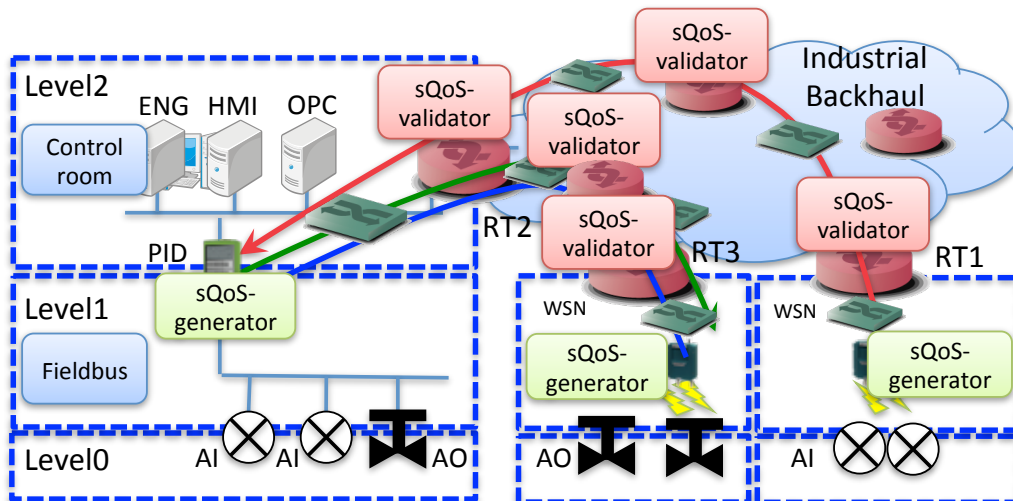 sQoS-
validator
Industrial
Backhaul
Level2
ENG HMI OPC
sQoS-
validator
sQoS-
validator
Control
room
sQoS-
validator
sQoS-
validator
RT2
RT3
RT1
PID
sQoS-
generator
Level1
WSN
WSN
Fieldbus
sQoS-
generator
sQoS-
generator
Level0
AI
AI
AO
AO
AI